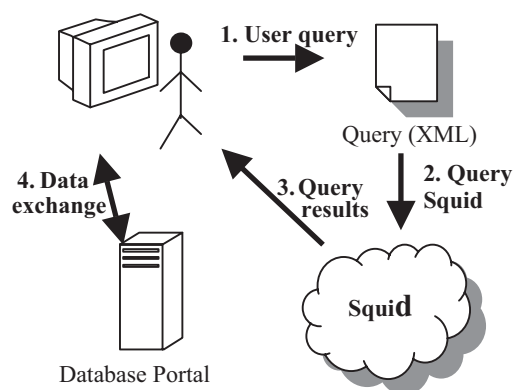 1. User query
Query (XML)
2. Query
Squid
3. Query
results
4. Data
exchange
Squid
Database Portal